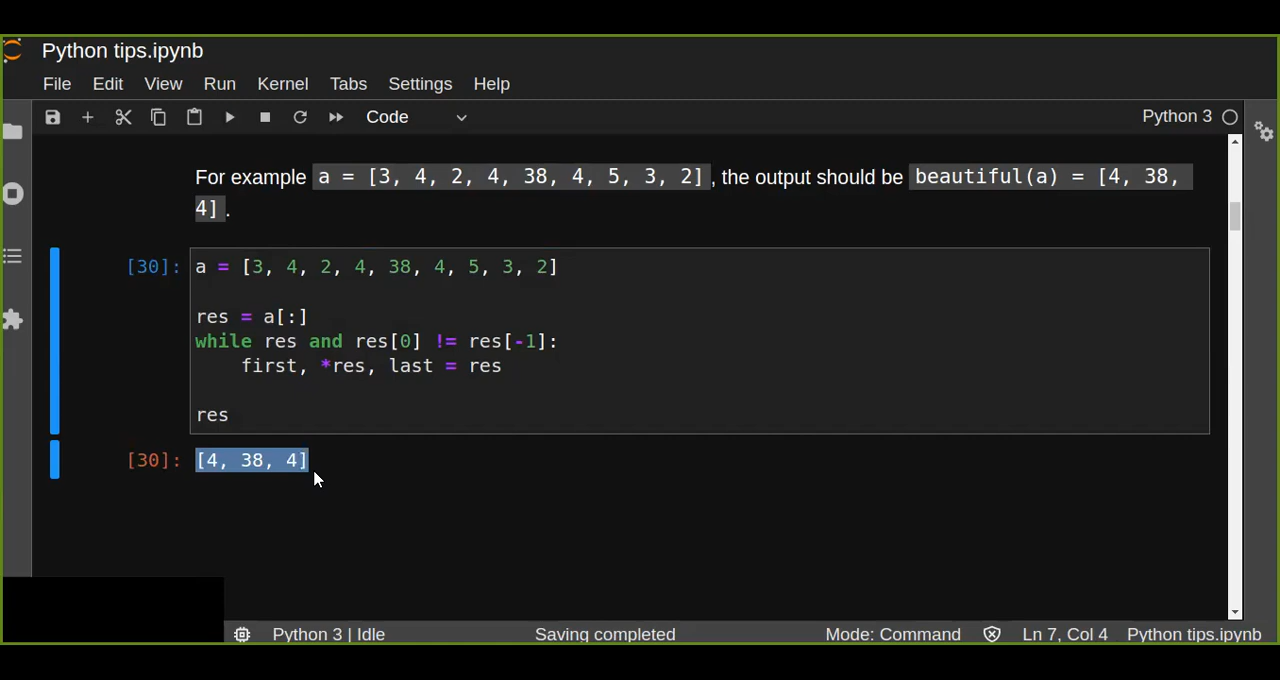 Python tips.ipynb
File Edit View Run Kernel Tabs Settings Help
Code Python 3
For example a = [3, 4, 2, 4, 38, 4, 5, 3, 2] , the output should be beautiful(a) = [4, 38,
4] .
[30]: a = [3, 4, 2, 4, 38, 4, 5, 3, 2]
res = a[:]
while res and res[0] != res[-1]:
    first, *res, last = res
res
[30]: [4, 38, 4]
Python 3 | Idle Saving completed Mode: Command Ln 7, Col 4 Python tips.ipynb